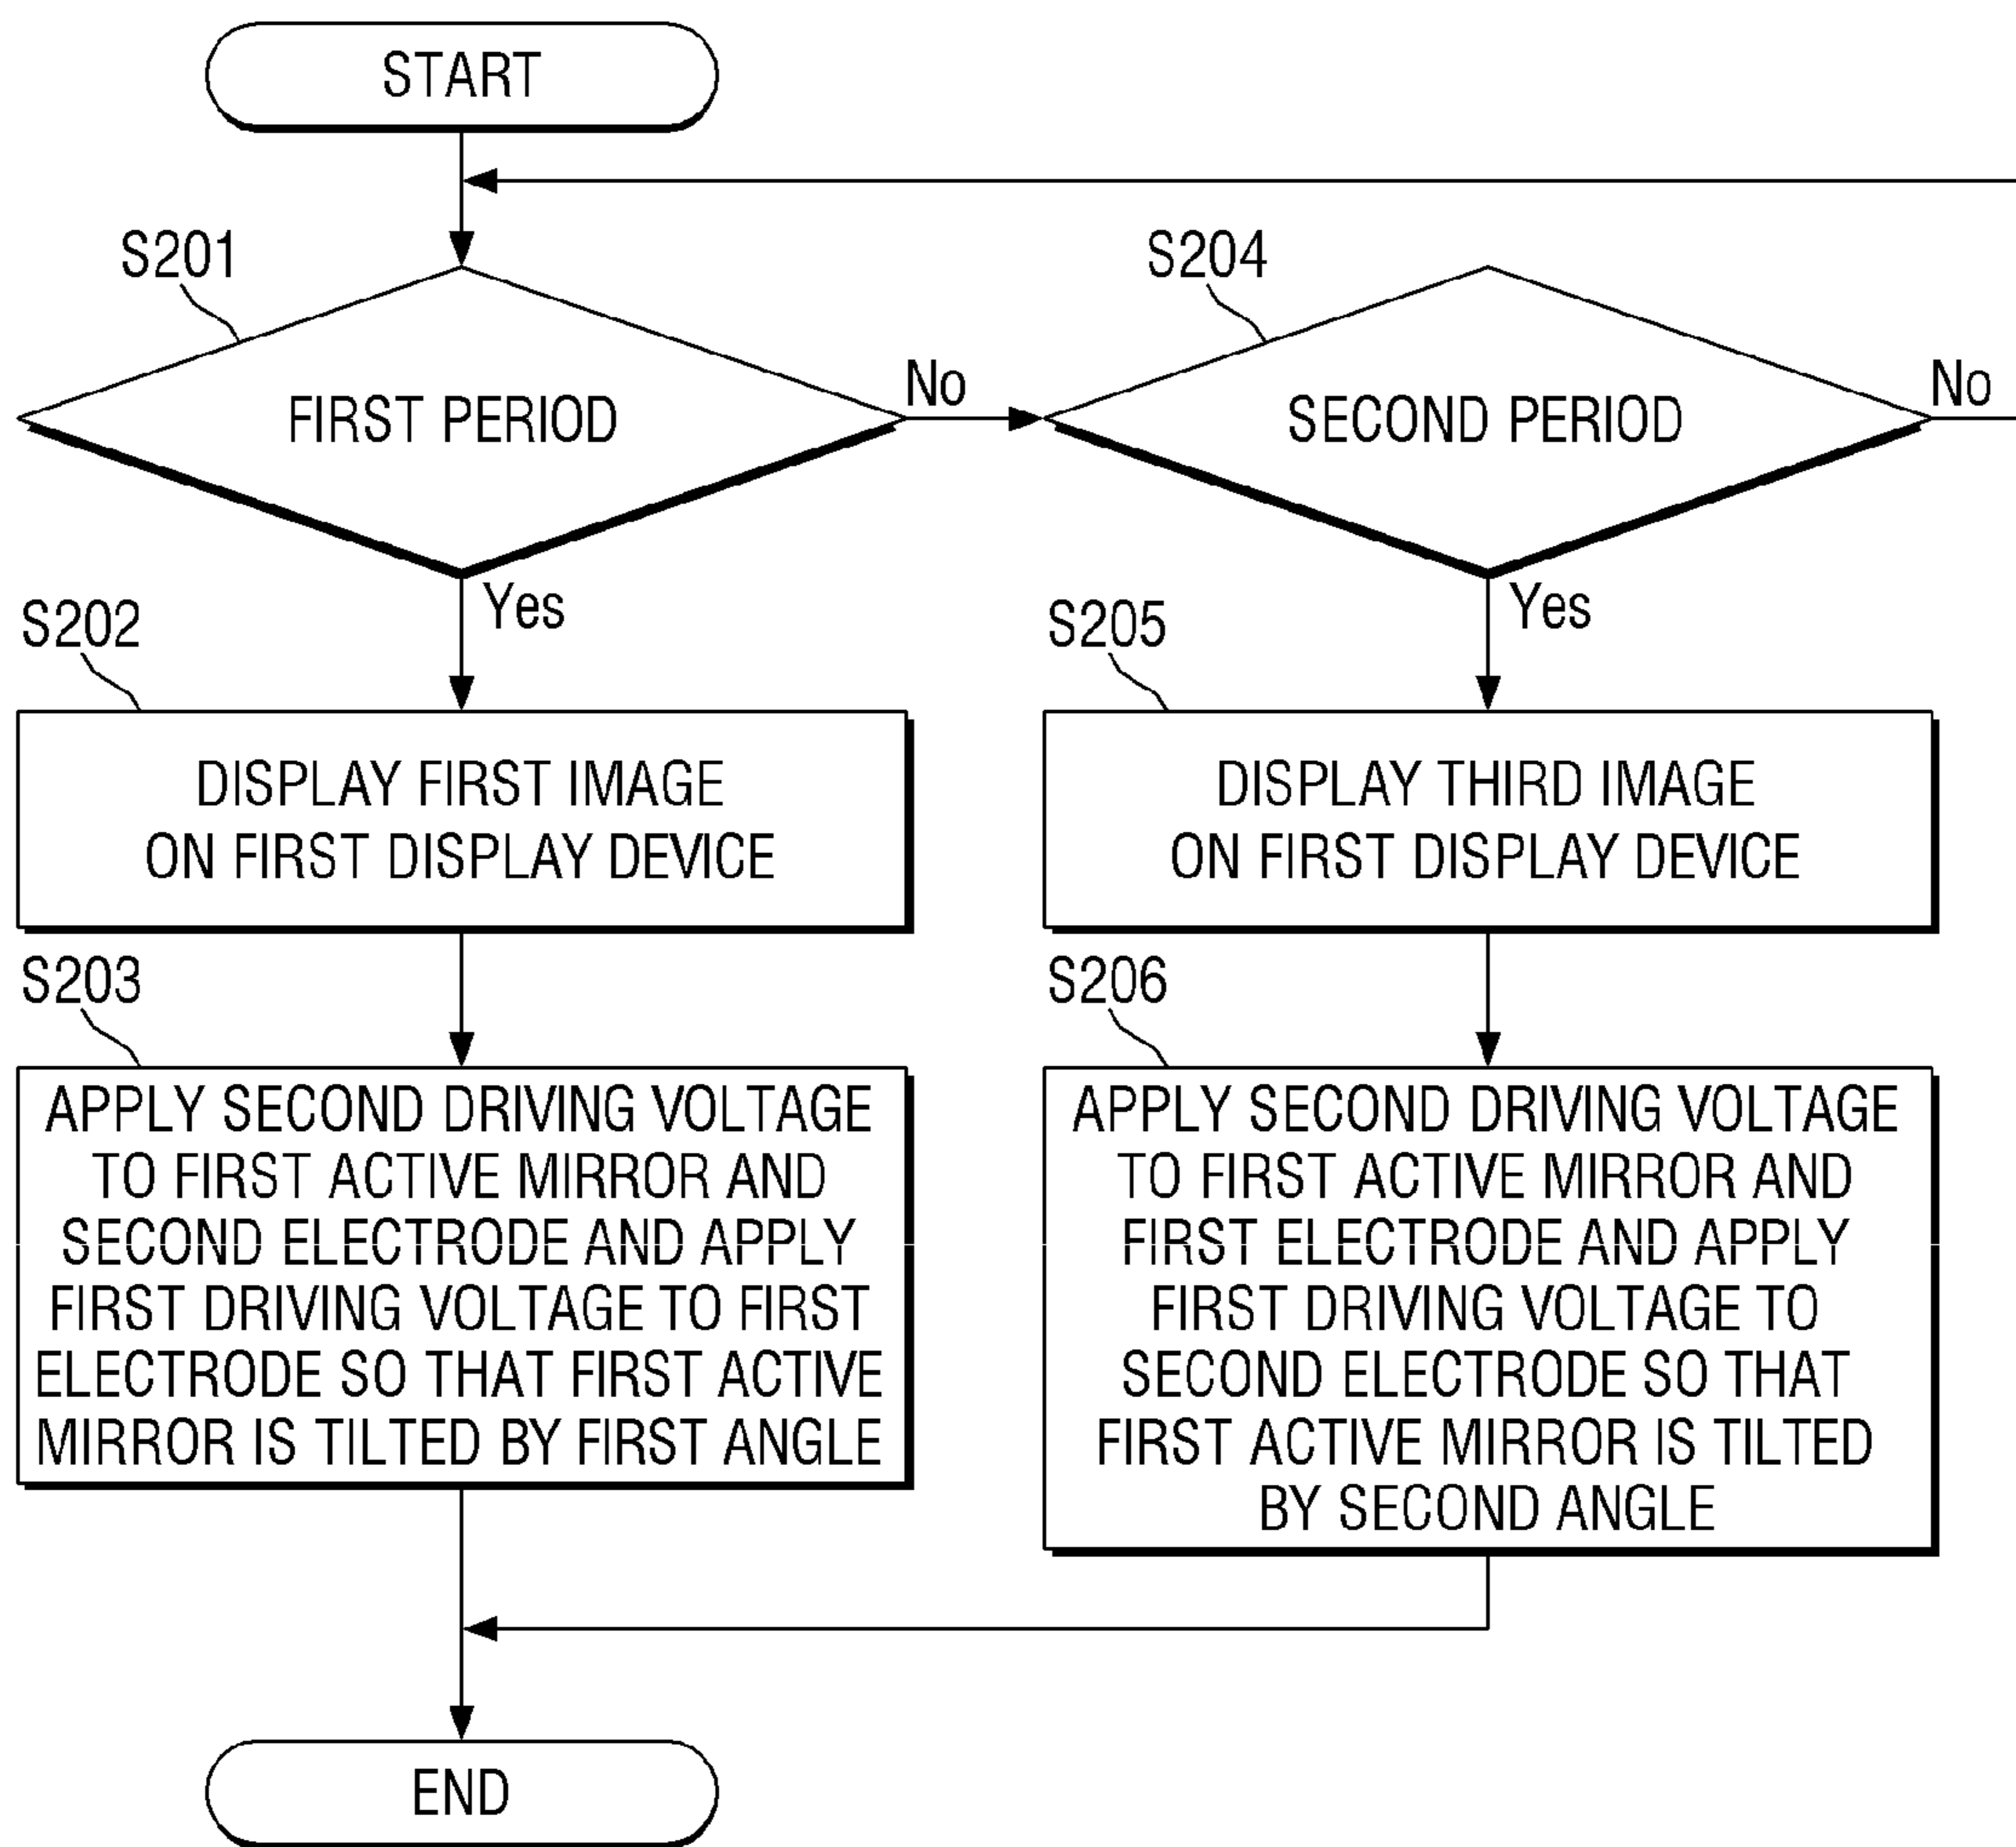 START
S201
FIRST PERIOD
No
Yes
S202
DISPLAY FIRST IMAGE
ON FIRST DISPLAY DEVICE
S203
APPLY SECOND DRIVING VOLTAGE
TO FIRST ACTIVE MIRROR AND
SECOND ELECTRODE AND APPLY
FIRST DRIVING VOLTAGE TO FIRST
ELECTRODE SO THAT FIRST ACTIVE
MIRROR IS TILTED BY FIRST ANGLE
S204
SECOND PERIOD
No
Yes
S205
DISPLAY THIRD IMAGE
ON FIRST DISPLAY DEVICE
S206
APPLY SECOND DRIVING VOLTAGE
TO FIRST ACTIVE MIRROR AND
FIRST ELECTRODE AND APPLY
FIRST DRIVING VOLTAGE TO
SECOND ELECTRODE SO THAT
FIRST ACTIVE MIRROR IS TILTED
BY SECOND ANGLE
END